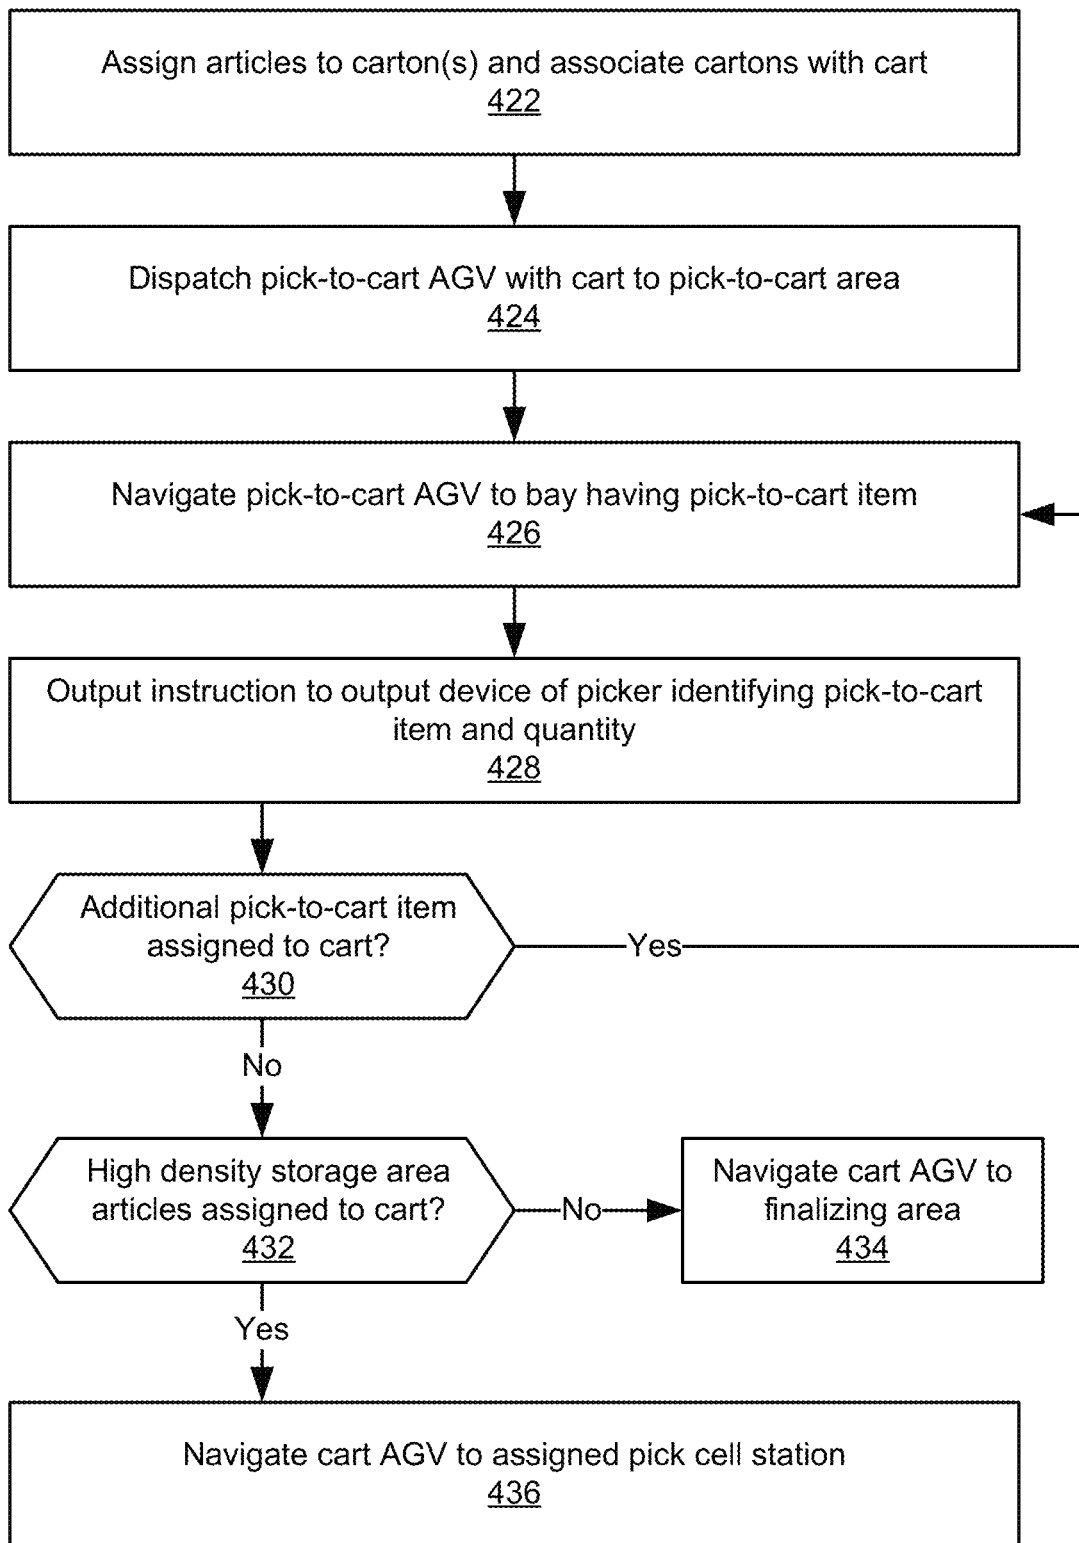 Assign articles to carton(s) and associate cartons with cart
422
Dispatch pick-to-cart AGV with cart to pick-to-cart area
424
Navigate pick-to-cart AGV to bay having pick-to-cart item
426
Output instruction to output device of picker identifying pick-to-cart
item and quantity
428
Additional pick-to-cart item
assigned to cart?
430
Yes
No
High density storage area
articles assigned to cart?
432
No
Navigate cart AGV to
finalizing area
434
Yes
Navigate cart AGV to assigned pick cell station
436